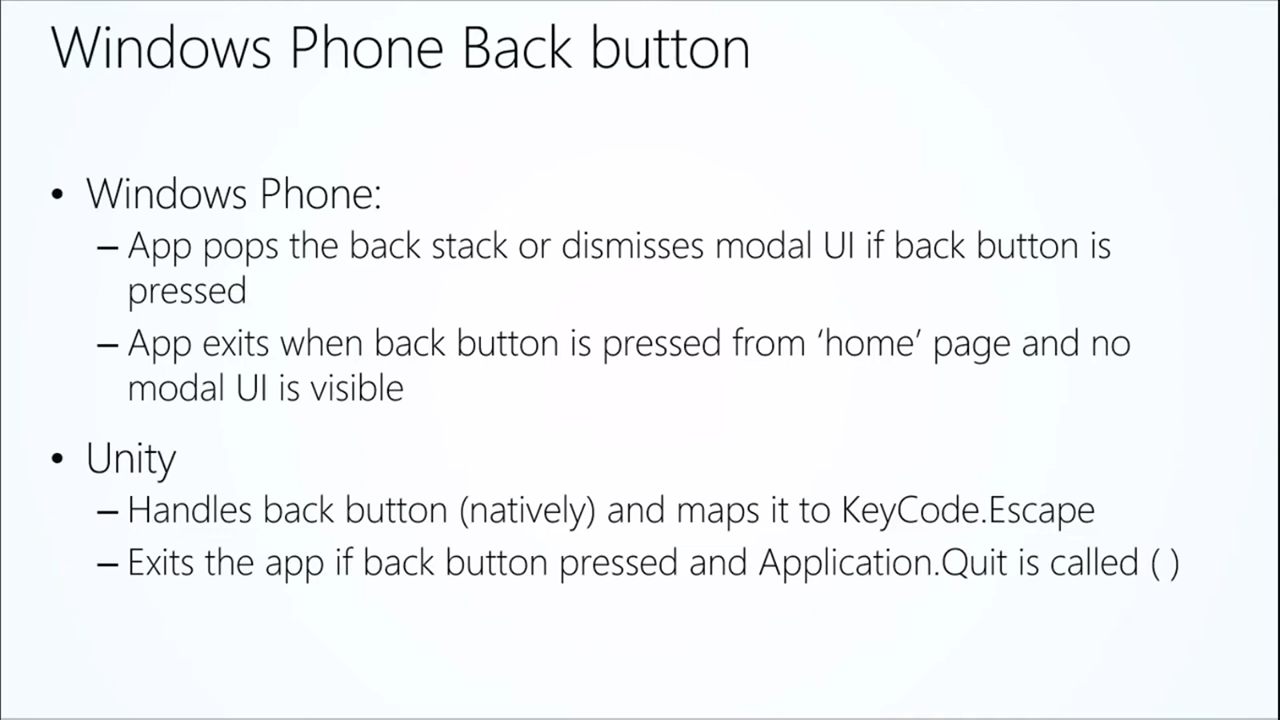 Windows Phone Back button
• Windows Phone:
– App pops the back stack or dismisses modal UI if back button is
pressed
– App exits when back button is pressed from ‘home’ page and no
modal UI is visible
• Unity
– Handles back button (natively) and maps it to KeyCode.Escape
– Exits the app if back button pressed and Application.Quit is called ( )